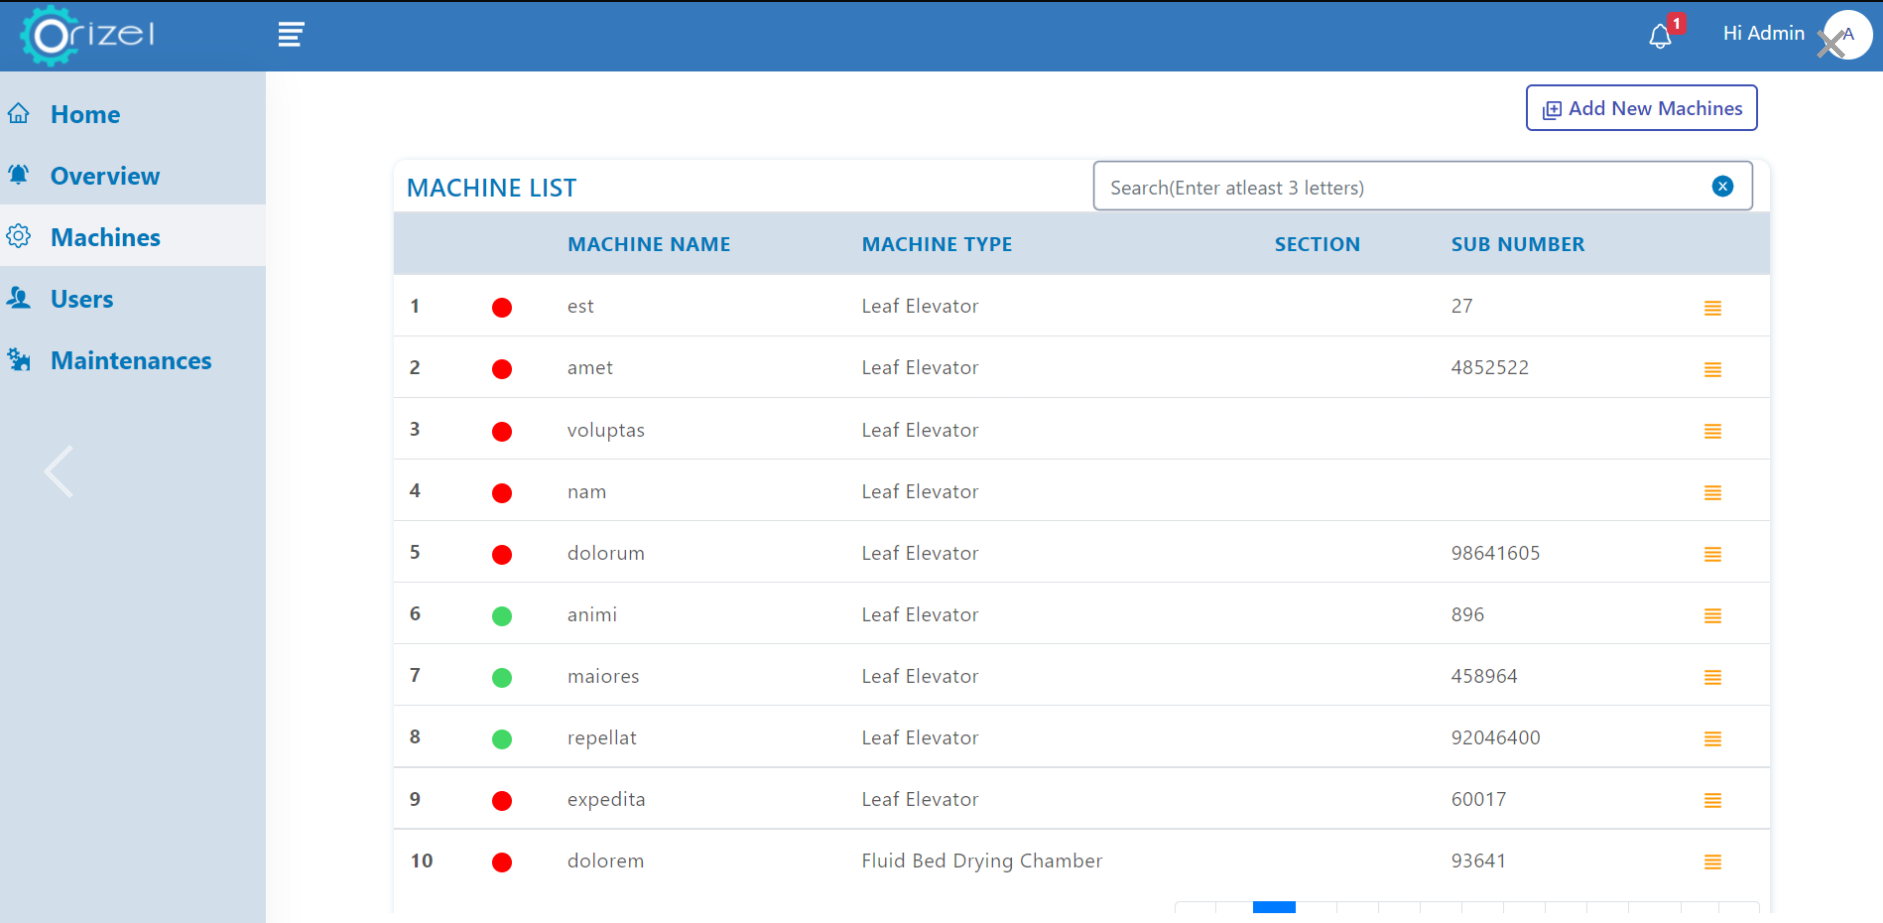 Orizel
1
Hi Admin
A
Home
Overview
Machines
Users
Maintenances
Add New Machines
MACHINE LIST
Search(Enter atleast 3 letters)
MACHINE NAME MACHINE TYPE SECTION SUB NUMBER
1 est Leaf Elevator 27
2 amet Leaf Elevator 4852522
3 voluptas Leaf Elevator
4 nam Leaf Elevator
5 dolorum Leaf Elevator 98641605
6 animi Leaf Elevator 896
7 maiores Leaf Elevator 458964
8 repellat Leaf Elevator 92046400
9 expedita Leaf Elevator 60017
10 dolorem Fluid Bed Drying Chamber 93641